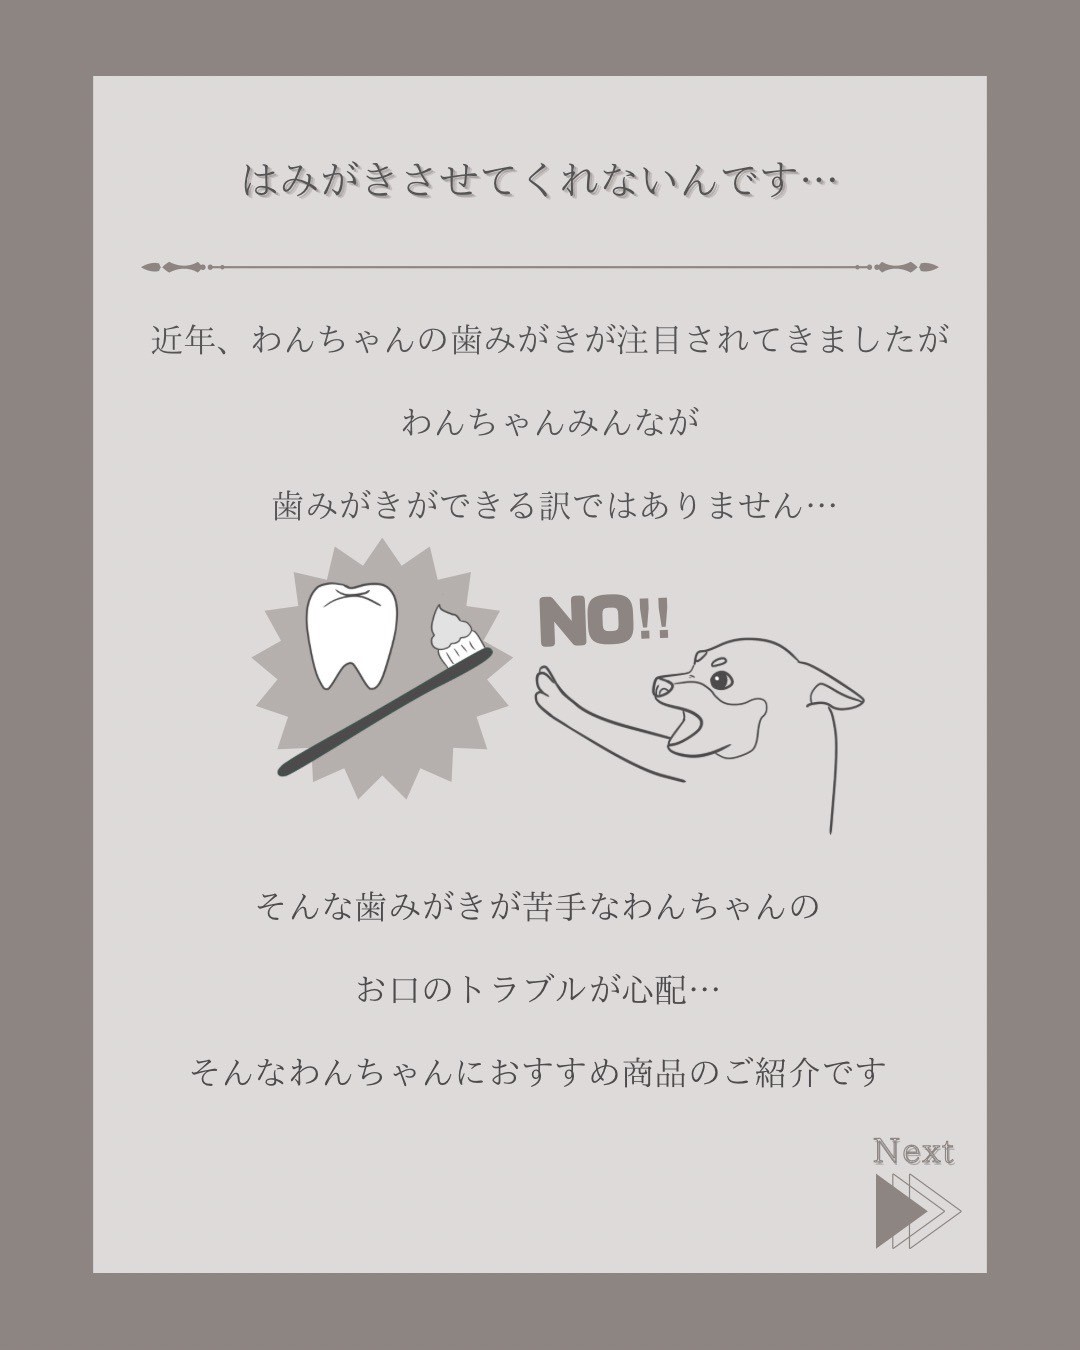 はみがきさせてくれないんです…
近年、わんちゃんの歯みがきが注目されてきましたが
わんちゃんみんなが
歯みがきができる訳ではありません…
NO!!
そんな歯みがきが苦手なわんちゃんの
お口のトラブルが心配…
そんなわんちゃんにおすすめ商品のご紹介です
Next